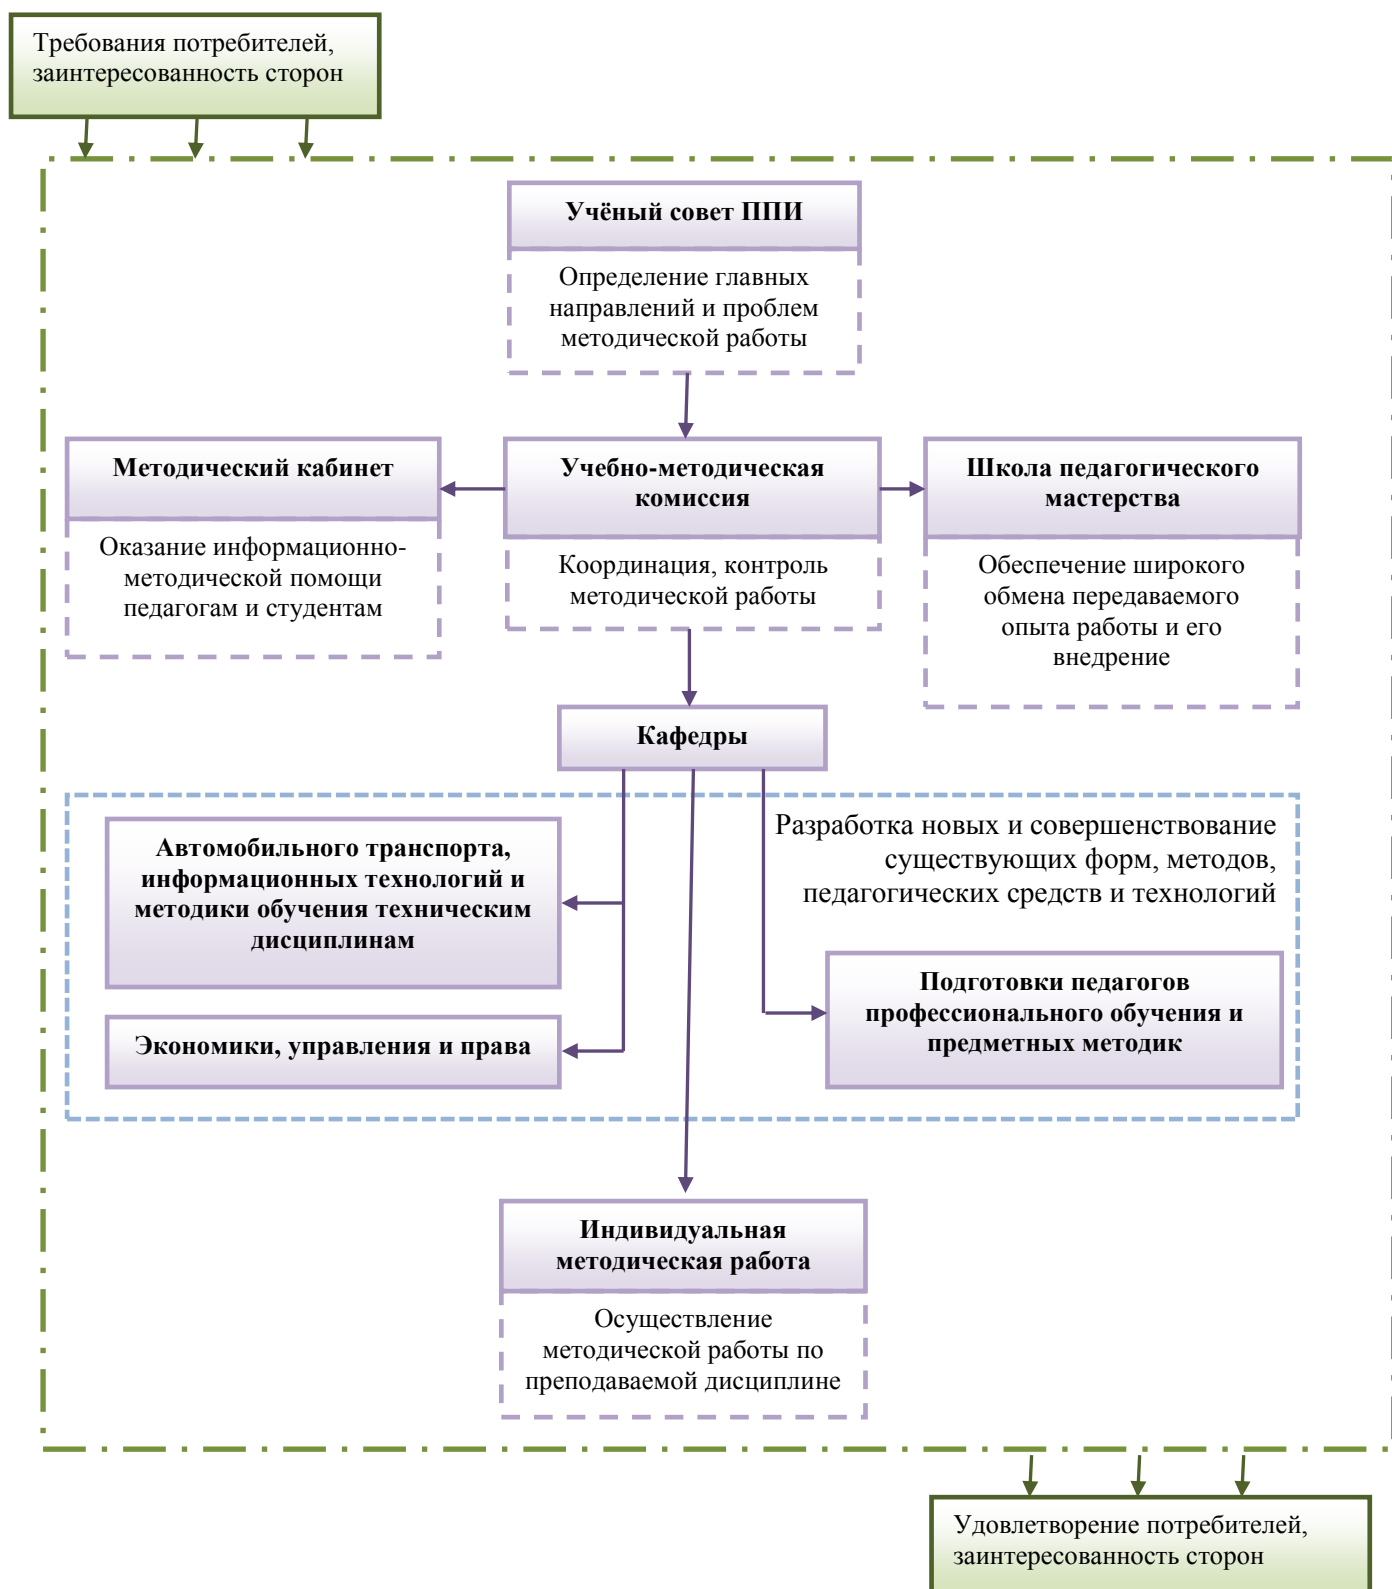 Требования потребителей,
заинтересованность сторон
Учёный совет ППИ
Определение главных
направлений и проблем
методической работы
Методический кабинет
Оказание информационно-
методической помощи
педагогам и студентам
Учебно-методическая
комиссия
Координация, контроль
методической работы
Школа педагогического
мастерства
Обеспечение широкого
обмена передаваемого
опыта работы и его
внедрение
Кафедры
Разработка новых и совершенствование
существующих форм, методов,
педагогических средств и технологий
Автомобильного транспорта,
информационных технологий и
методики обучения техническим
дисциплинам
Экономики, управления и права
Подготовки педагогов
профессионального обучения и
предметных методик
Индивидуальная
методическая работа
Осуществление
методической работы по
преподаваемой дисциплине
Удовлетворение потребителей,
заинтересованность сторон